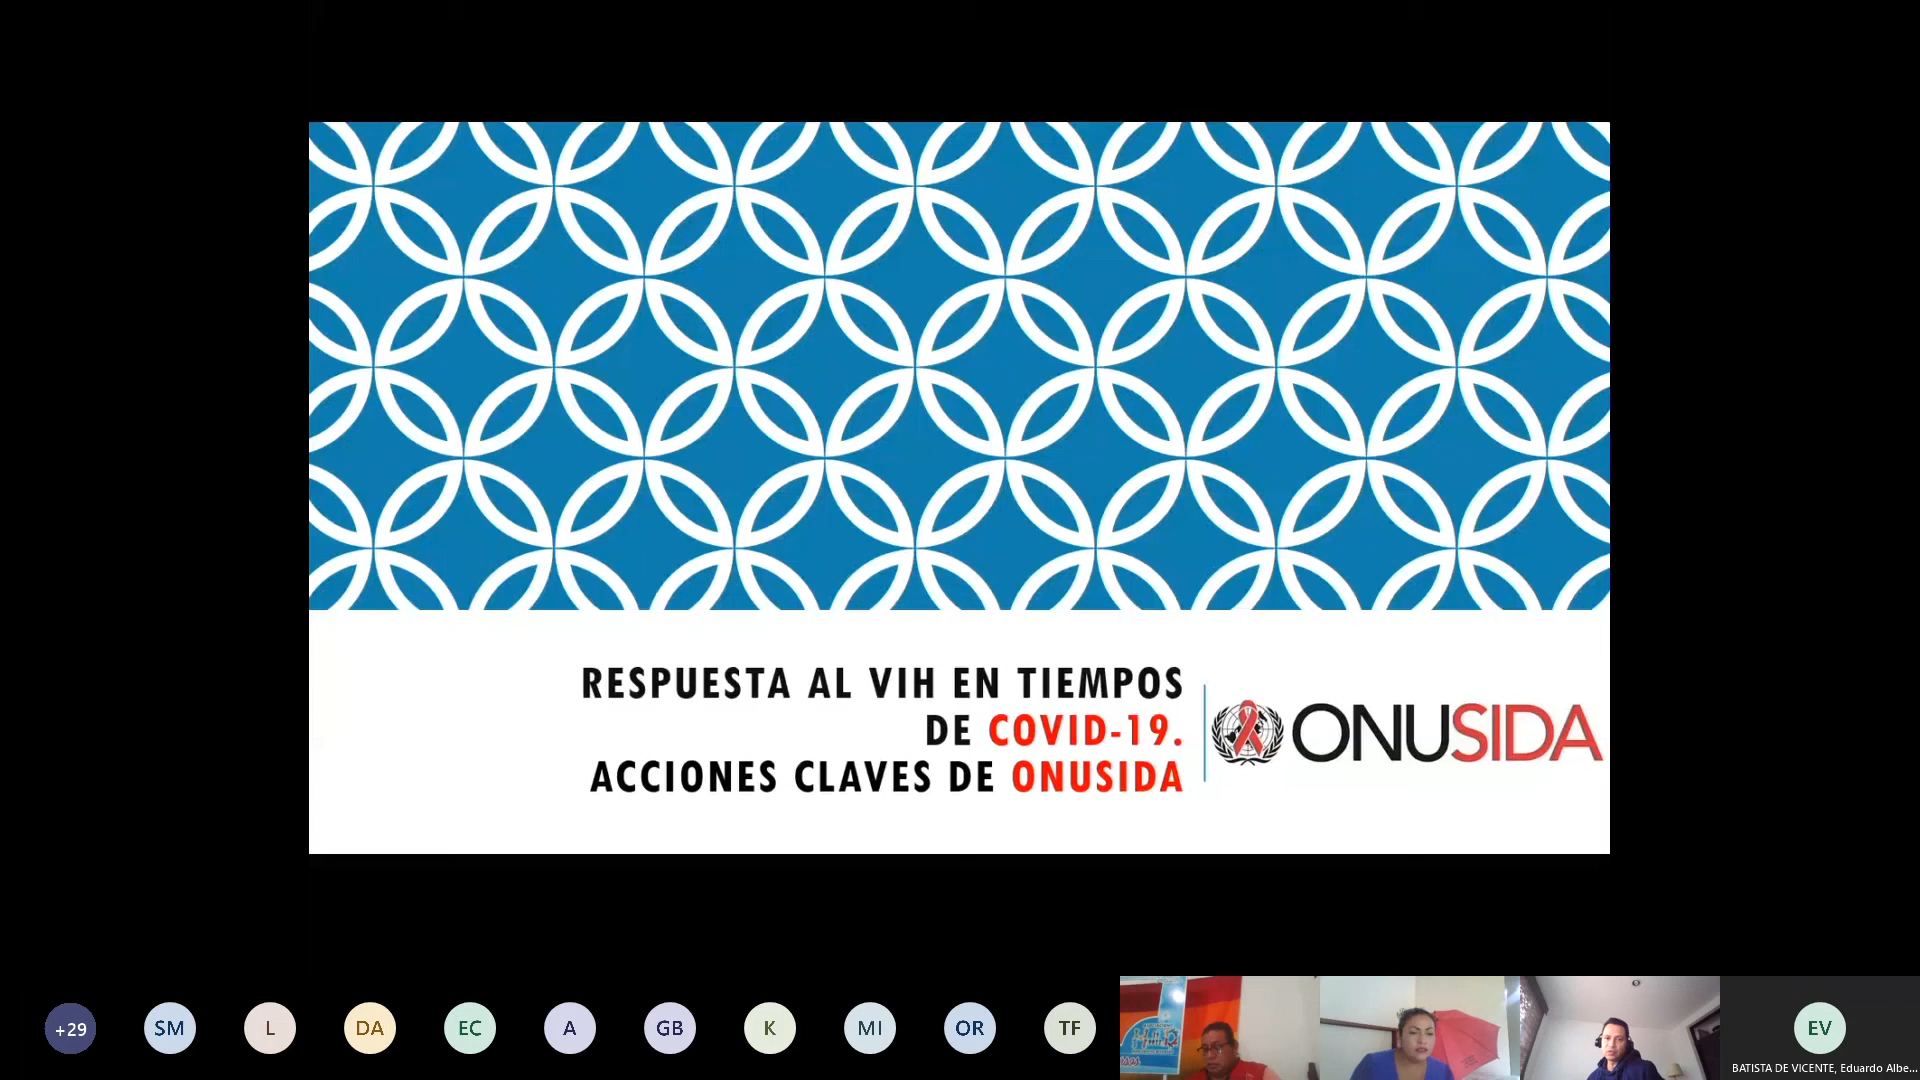 RESPUESTA AL VIH EN TIEMPOS
DE COVID-19.
ACCIONES CLAVES DE ONUSIDA
ONUSIDA
+29
SM
L
DA
EC
A
GB
K
MI
OR
TF
EV
BATISTA DE VICENTE, Eduardo Albe...